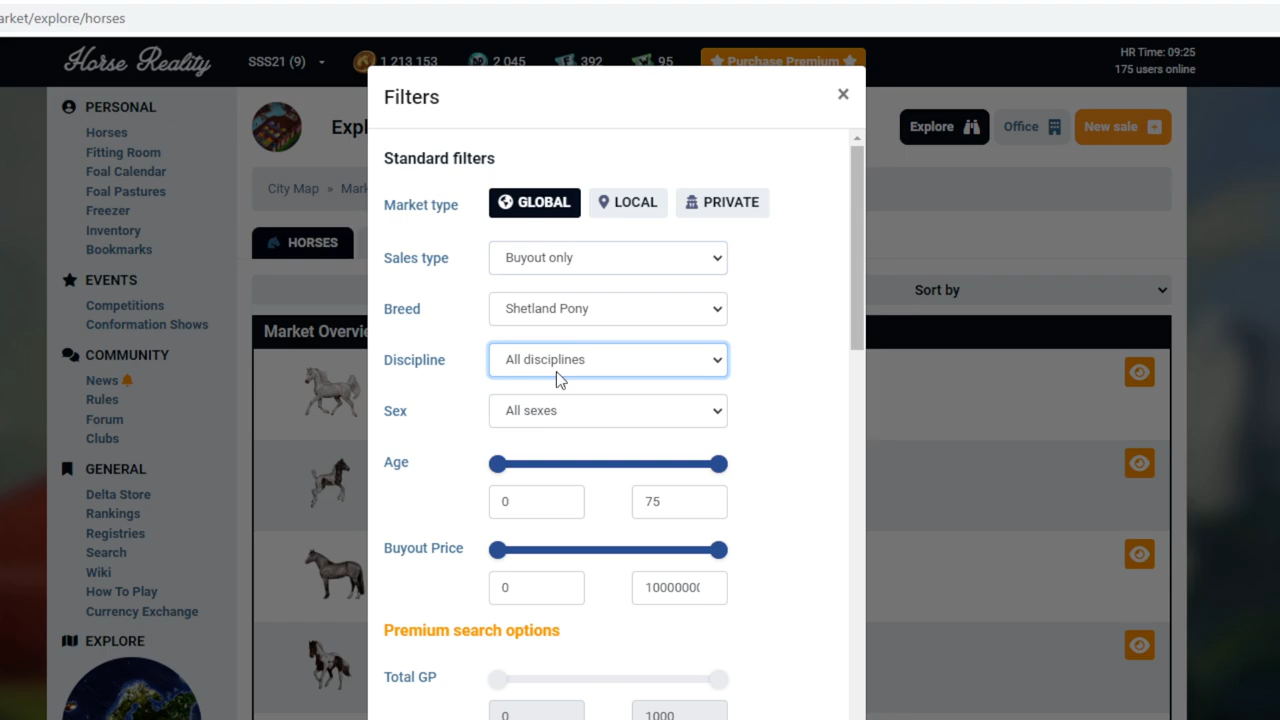 arket/explore/horses
Horse Reality
SSS21 (9)
1 213 153
2 045
392
95
Purchase Premium
HR Time: 09:25
175 users online
PERSONAL
Horses
Fitting Room
Foal Calendar
Foal Pastures
Freezer
Inventory
Bookmarks
EVENTS
Competitions
Conformation Shows
COMMUNITY
News
Rules
Forum
Clubs
GENERAL
Delta Store
Rankings
Registries
Search
Wiki
How To Play
Currency Exchange
EXPLORE
Expl
Explore
Office
New sale
City Map » Mark
HORSES
Sort by
Market Overvie
Filters
×
Standard filters
Market type
GLOBAL
LOCAL
PRIVATE
Sales type
Buyout only
Breed
Shetland Pony
Discipline
All disciplines
Sex
All sexes
Age
0
75
Buyout Price
0
1000000(
Premium search options
Total GP
0
1000